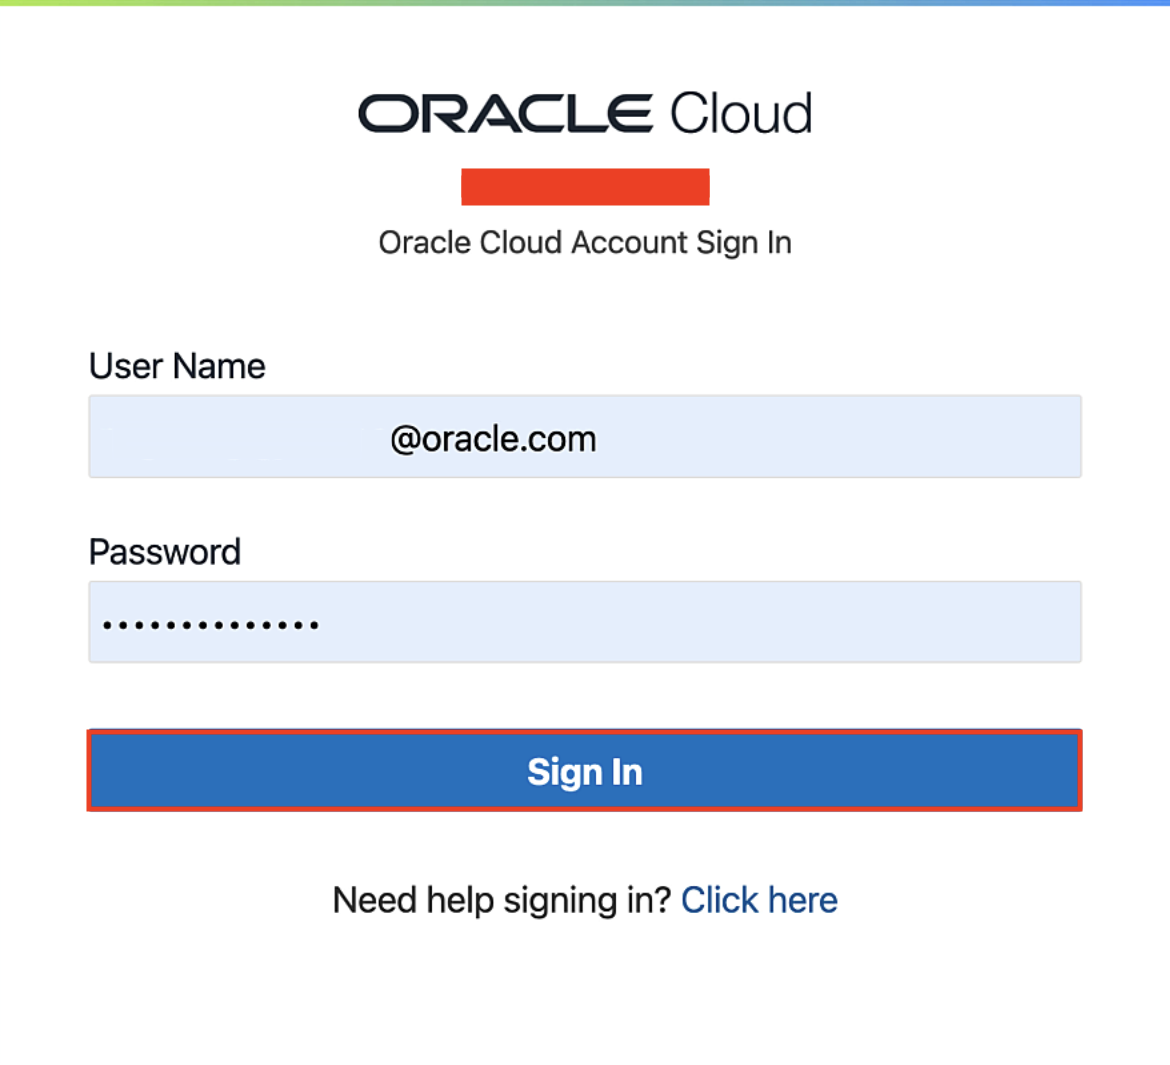 ORACLE Cloud
Oracle Cloud Account Sign In
User Name
@oracle.com
Password
Sign In
Need help signing in? Click here